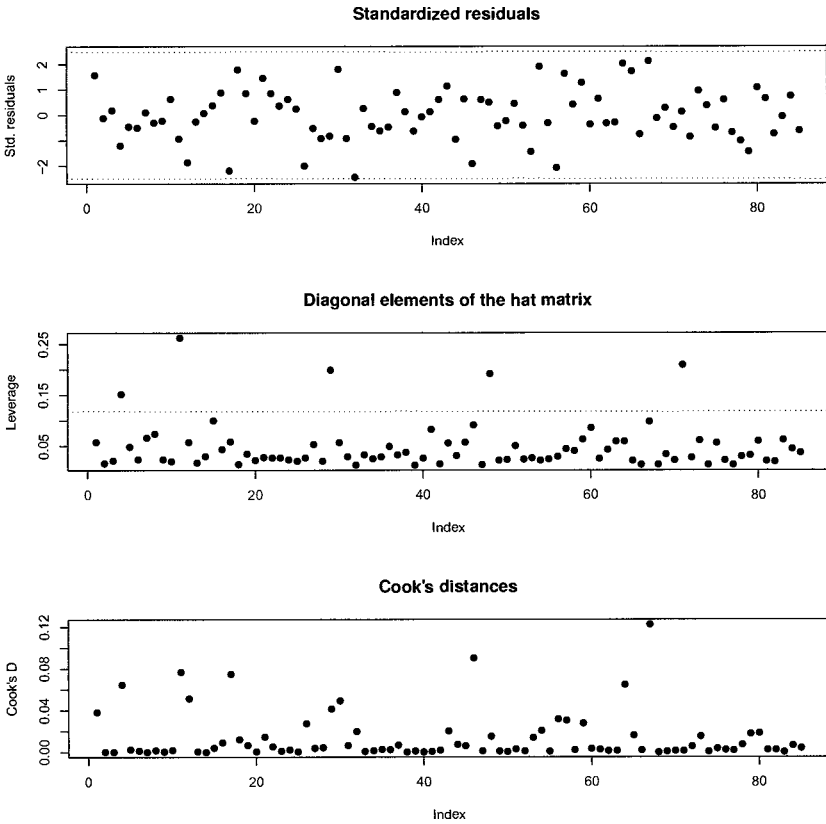 Standardized residuals
Std. residuals
2
0
−2
0 20 40 60 80
Index
Diagonal elements of the hat matrix
Leverage
0.25
0.15
0.05
0 20 40 60 80
Index
Cook's distances
Cook's D
0.12
0.08
0.04
0.00
0 20 40 60 80
Index